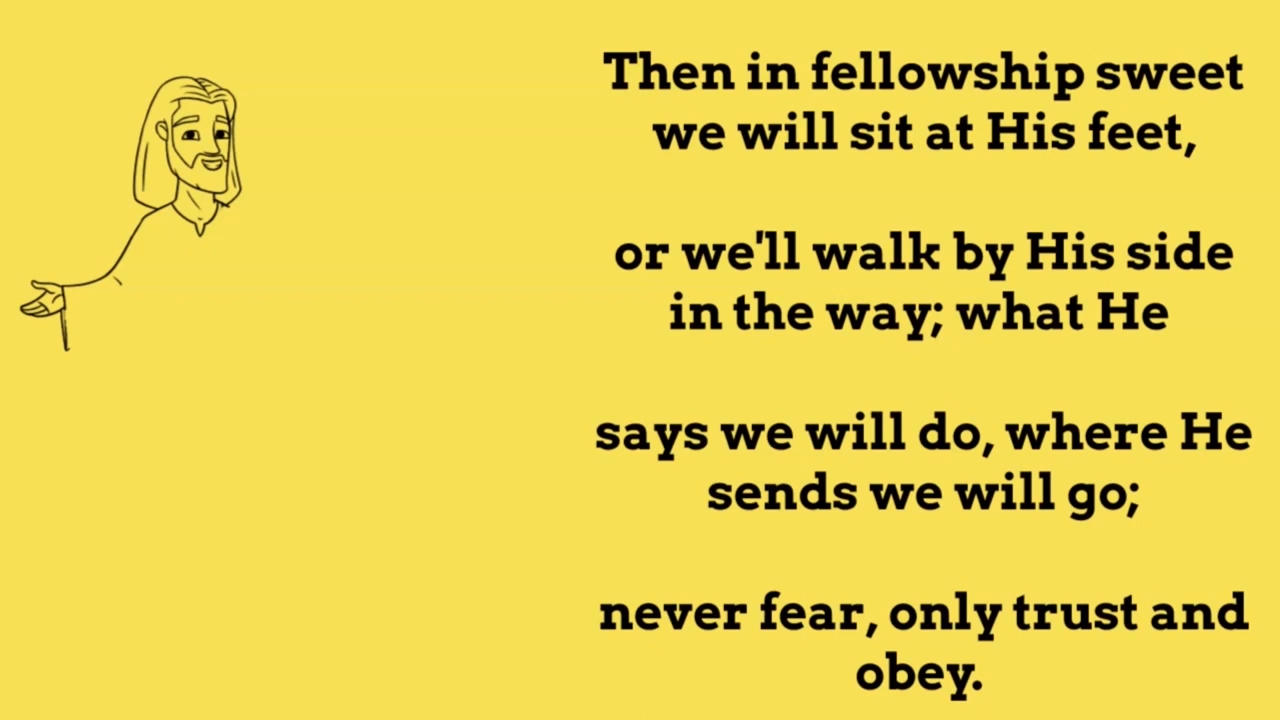 Then in fellowship sweet
we will sit at His feet,
or we'll walk by His side
in the way; what He
says we will do, where He
sends we will go;
never fear, only trust and
obey.